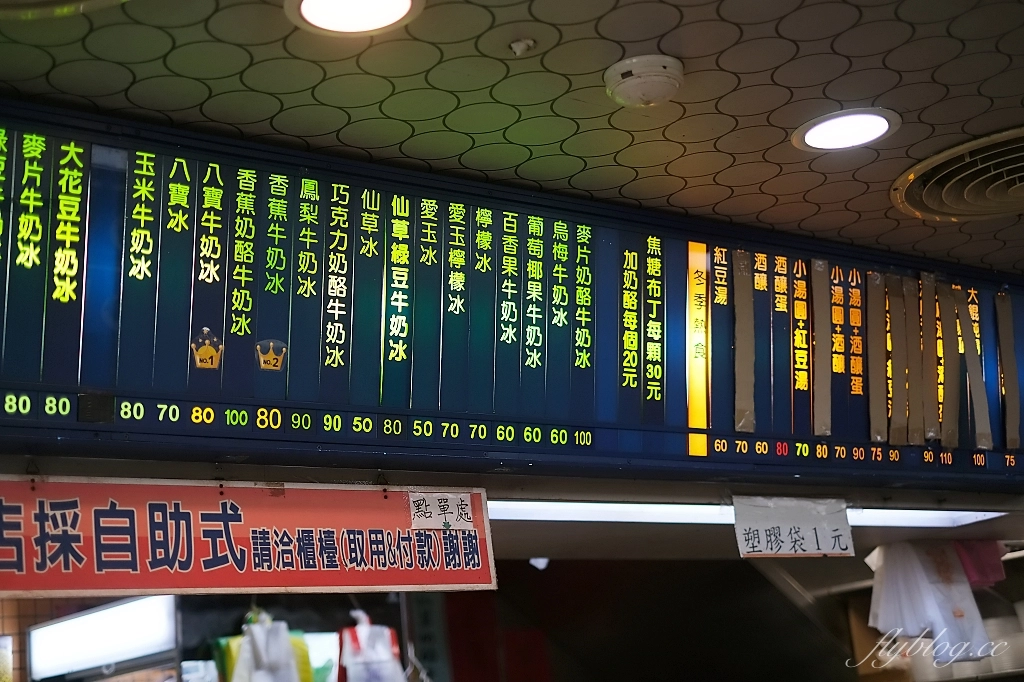 麥片牛奶冰
大花豆牛奶冰
玉米牛奶冰
八寶冰
八寶牛奶冰
香蕉奶酪牛奶冰
香蕉牛奶冰
鳳梨牛奶冰
巧克力奶酪牛奶冰
仙草冰
仙草綠豆牛奶冰
愛玉冰
愛玉檸檬冰
檸檬冰
百香果牛奶冰
葡萄椰果牛奶冰
烏梅牛奶冰
麥片奶酪牛奶冰
加奶酪每個20元
焦糖布丁每顆30元
冬季熱食
紅豆湯
酒釀
酒釀蛋
小湯圓+紅豆湯
小湯圓+酒釀
小湯圓+酒釀蛋
NO.1
NO.2
80 80 80 70 80 100 80 90 90 50 80 50 70 70 60 60 60 100 60 70 60 80 70 80 70 90 75 90 90 110 100 75
店採自助式 請洽櫃檯(取用&付款)謝謝
點單處
塑膠袋1元
flyblog.cc